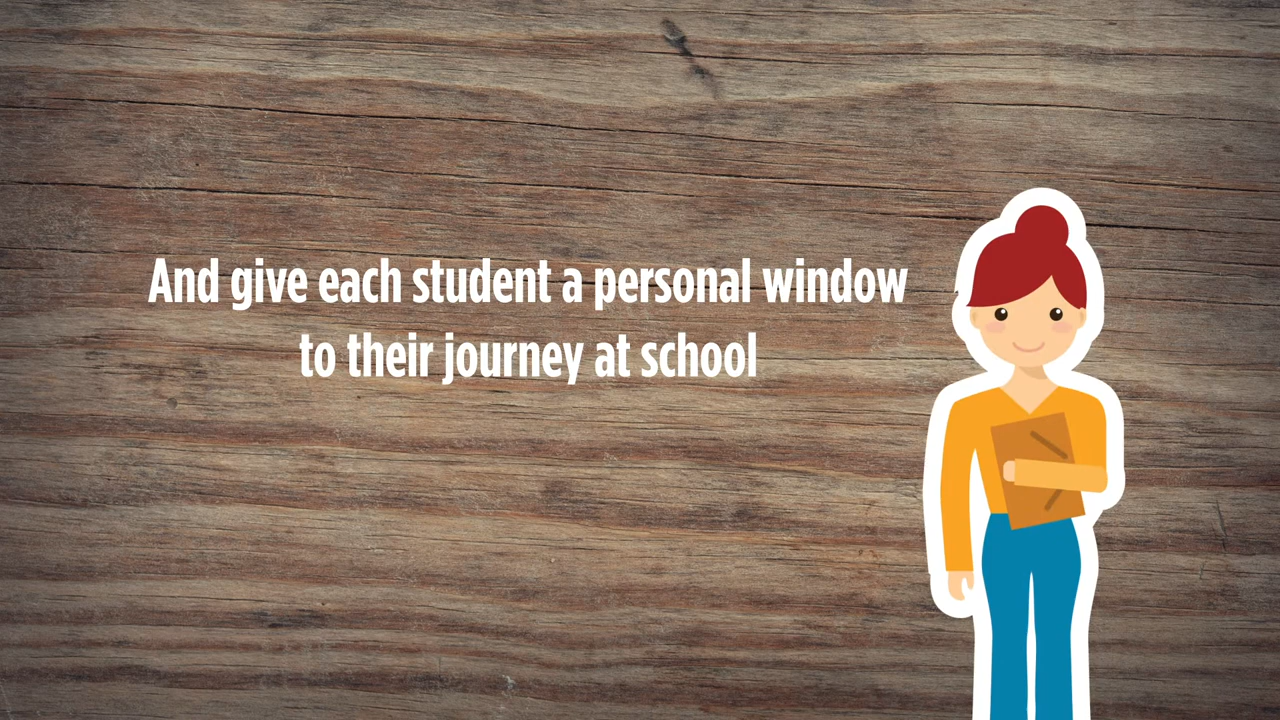 And give each student a personal window
to their journey at school